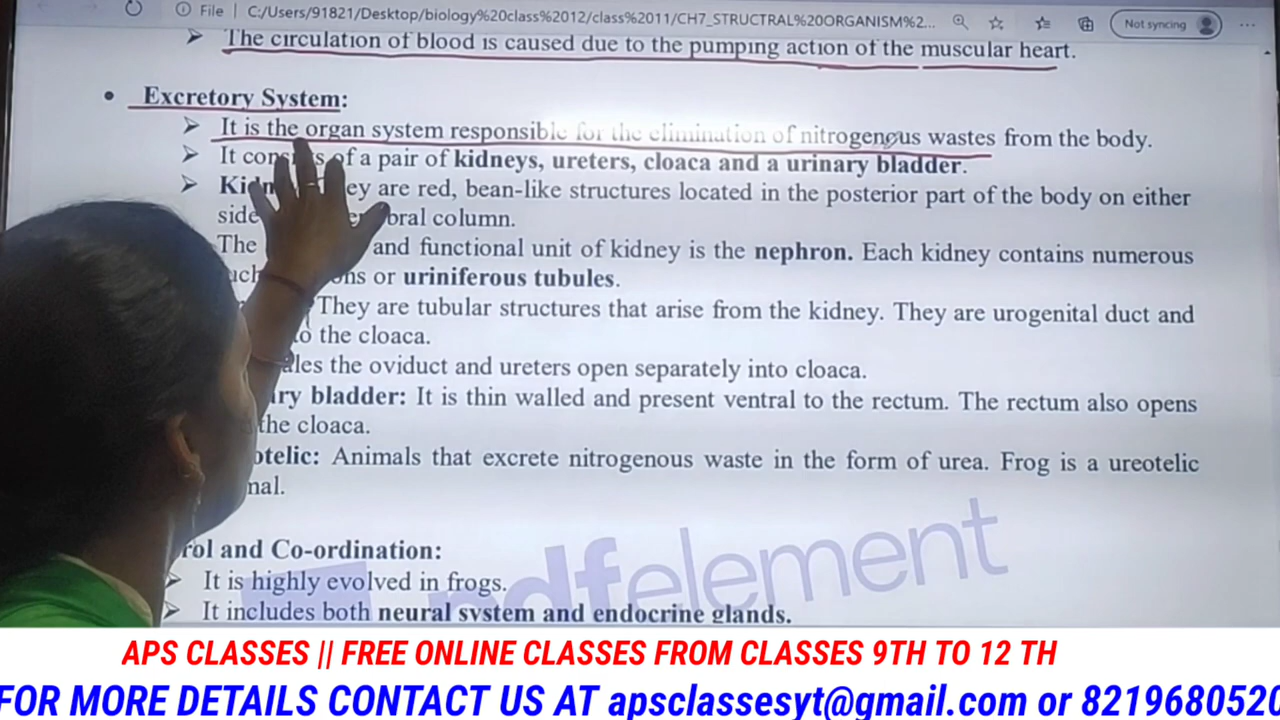 File | C:/Users/91821/Desktop/biology%20class%2012/class%2011/CH7_STRUCTRAL%20ORGANISM%2... Not syncing ...
➤ The circulation of blood is caused due to the pumping action of the muscular heart.
• Excretory System:
➤ It is the organ system responsible for the elimination of nitrogenous wastes from the body.
➤ It consists of a pair of kidneys, ureters, cloaca and a urinary bladder.
➤ Kidn ey are red, bean-like structures located in the posterior part of the body on either
side bral column.
The and functional unit of kidney is the nephron. Each kidney contains numerous
uch ns or uriniferous tubules.
They are tubular structures that arise from the kidney. They are urogenital duct and
to the cloaca.
ales the oviduct and ureters open separately into cloaca.
ry bladder: It is thin walled and present ventral to the rectum. The rectum also opens
the cloaca.
otelic: Animals that excrete nitrogenous waste in the form of urea. Frog is a ureotelic
mal.
rol and Co-ordination:
➤ It is highly evolved in frogs.
➤ It includes both neural system and endocrine glands.
pdfelement
APS CLASSES || FREE ONLINE CLASSES FROM CLASSES 9TH TO 12 TH
FOR MORE DETAILS CONTACT US AT apsclassesyt@gmail.com or 8219680520